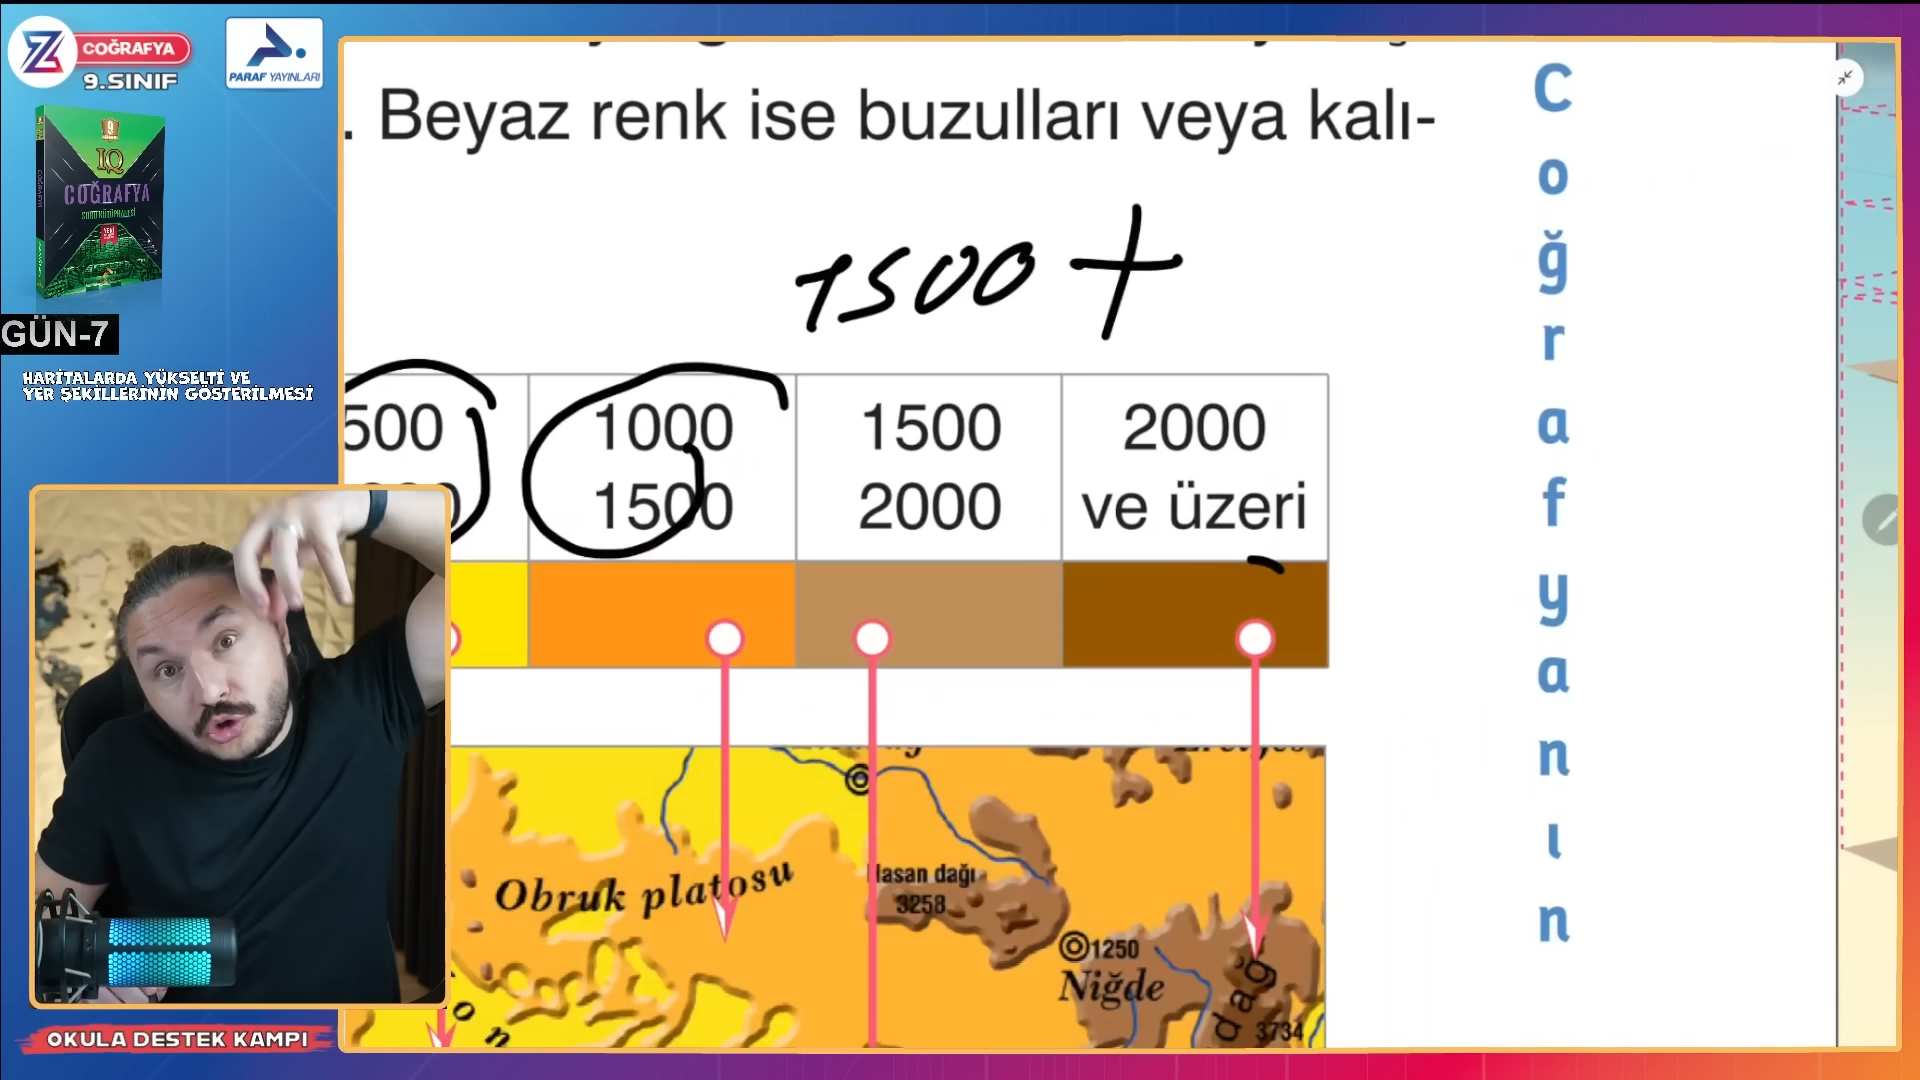 COĞRAFYA
9.SINIF
PARAF YAYINLARI
9
IQ
COĞRAFYA
GÜN-7
HARİTALARDA YÜKSELTİ VE
YER ŞEKİLLERİNİN GÖSTERİLMESİ
. Beyaz renk ise buzulları veya kalı-
1500 +
500
1000
1500
1500
2000
2000
ve üzeri
Obruk platosu
Hasan dağı
3258
1250
Niğde
dağ
3734
o n
Coğrafyanın
OKULA DESTEK KAMPI